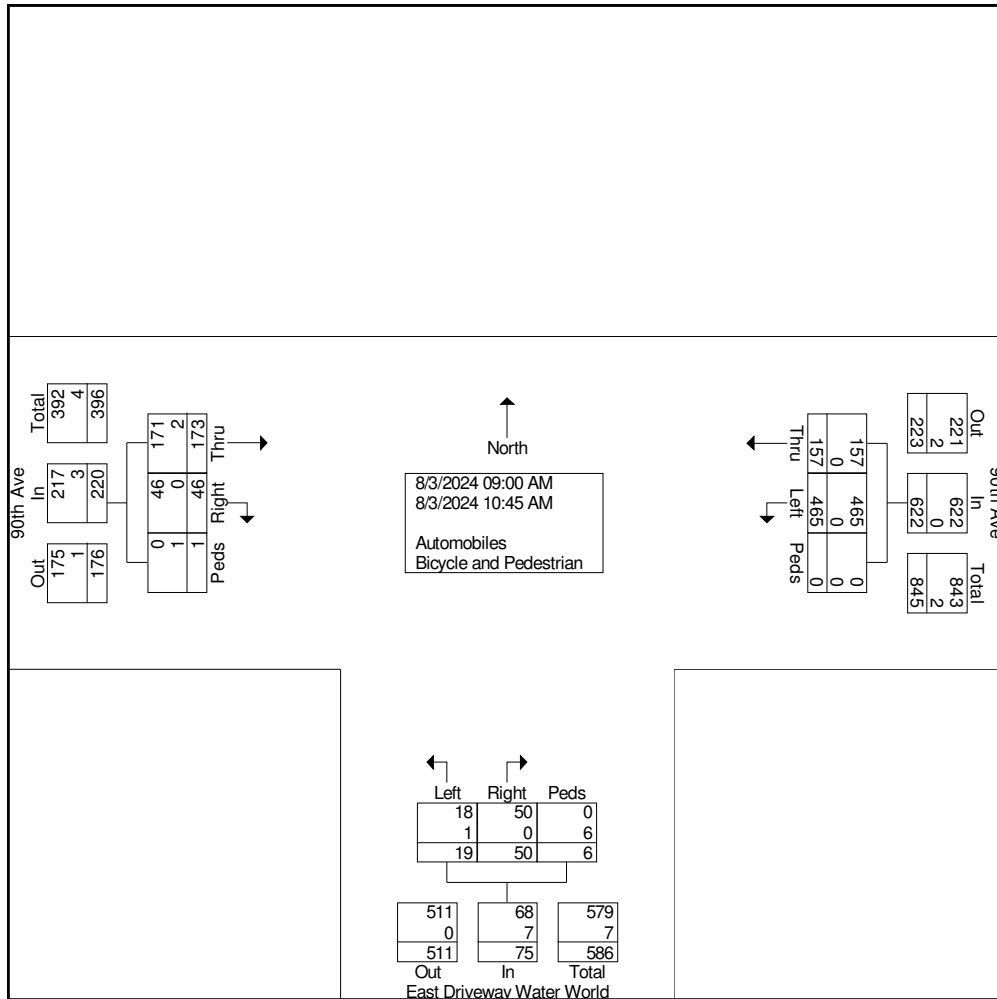 North
8/3/2024 09:00 AM
8/3/2024 10:45 AM
Automobiles
Bicycle and Pedestrian
90th Ave
Out In Total
175 217 392
1 3 4
176 220 396
Peds Right Thru
0 46 171
1 0 2
1 46 173
90th Ave
Out In Total
221 622 843
2 0 2
223 622 845
Thru Left Peds
157 465 0
0 0 0
157 465 0
Left Right Peds
18 50 0
1 0 6
19 50 6
511 68 579
0 7 7
511 75 586
Out In Total
East Driveway Water World